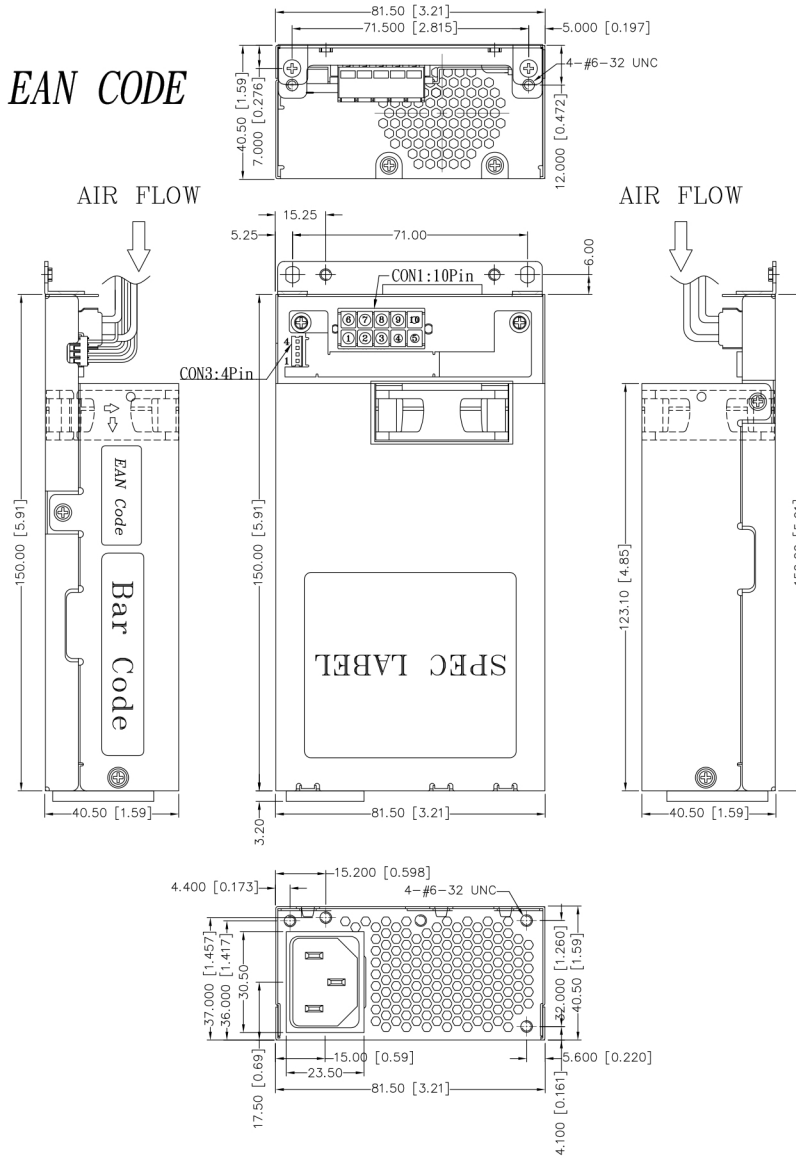 81.50 [3.21]
71.500 [2.815]
5.000 [0.197]
4-#6-32 UNC
EAN CODE
40.50 [1.59]
7.000 [0.276]
12.000 [0.472]
AIR FLOW
AIR FLOW
15.25
5.25
71.00
6.00
CON1:10Pin
6 7 8 9 10
1 2 3 4 5
4
1
CON3:4Pin
EAN Code
Bar Code
150.00 [5.91]
150.00 [5.91]
123.10 [4.85]
SPEC LABEL
40.50 [1.59]
3.20
81.50 [3.21]
40.50 [1.59]
15.200 [0.598]
4.400 [0.173]
4-#6-32 UNC
37.000 [1.457]
36.000 [1.417]
30.50
17.50 [0.69]
32.000 [1.260]
40.50 [1.59]
15.00 [0.59]
23.50
5.600 [0.220]
81.50 [3.21]
4.100 [0.161]